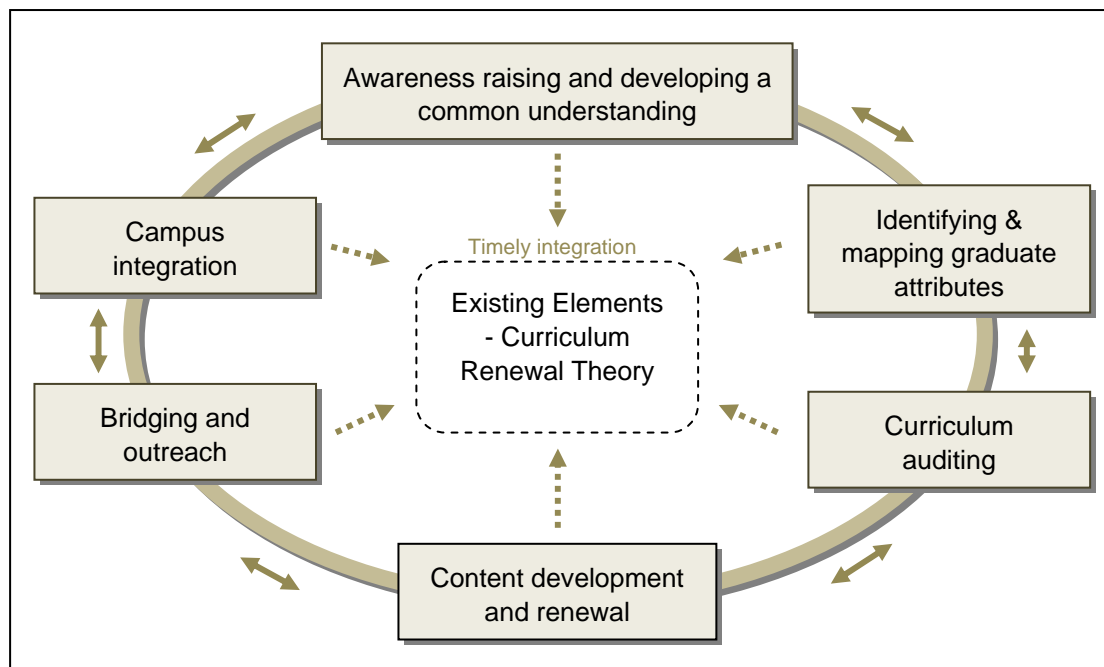 Awareness raising and developing a
common understanding
Campus
integration
Identifying &
mapping graduate
attributes
Timely integration
Existing Elements
- Curriculum
Renewal Theory
Bridging and
outreach
Curriculum
auditing
Content development
and renewal